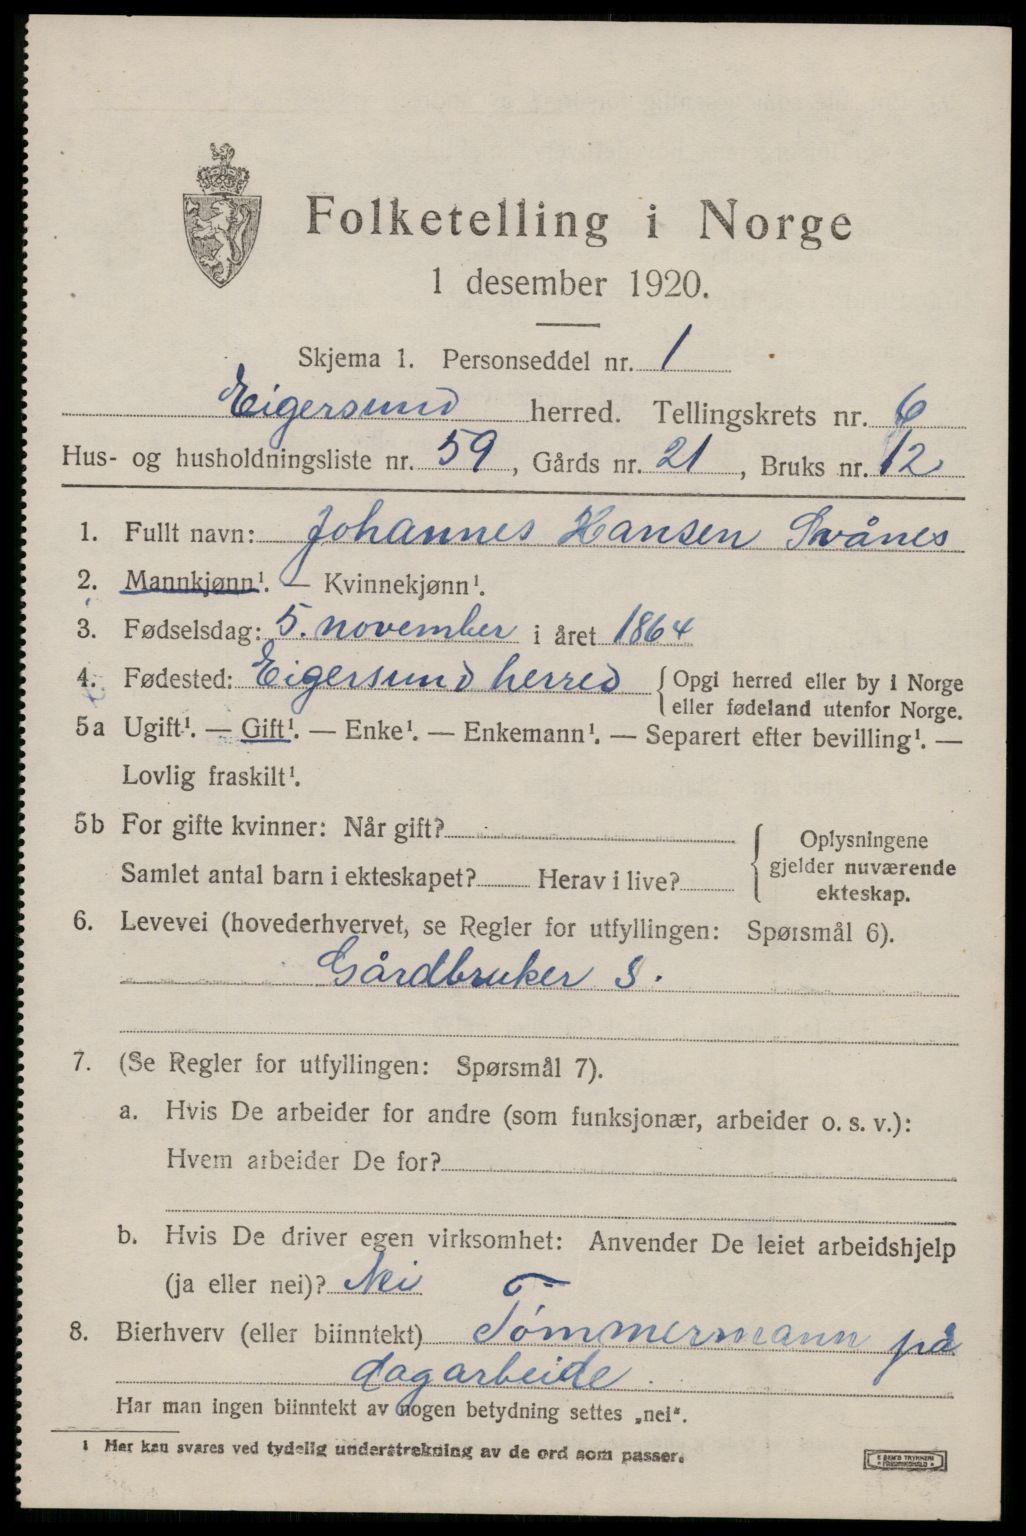 Folketelling i Norge
1 desember 1920.
Skjema 1. Personseddel nr. 1
Eigersund herred. Tellingskrets nr. 6
Hus- og husholdningsliste nr. 59, Gårds nr. 21, Bruks nr. 12
1. Fullt navn: Johannes Hansen Svånes
2. Mannkjønn¹. — Kvinnekjønn¹.
3. Fødselsdag: 5. november i året 1864
4. Fødested: Eigersund herred { Opgi herred eller by i Norge
eller fødeland utenfor Norge.
5a Ugift¹. — Gift¹. — Enke¹. — Enkemann¹. — Separert efter bevilling¹. —
Lovlig fraskilt¹.
5b For gifte kvinner: Når gift?
Samlet antal barn i ekteskapet? Herav i live?
Oplysningene
gjelder nuværende
ekteskap.
6. Levevei (hovederhvervet, se Regler for utfyllingen: Spørsmål 6).
Gårdbruker S.
7. (Se Regler for utfyllingen: Spørsmål 7).
a. Hvis De arbeider for andre (som funksjonær, arbeider o. s. v.):
Hvem arbeider De for?
b. Hvis De driver egen virksomhet: Anvender De leiet arbeidshjelp
(ja eller nei)? Nei
8. Bierhverv (eller biinntekt) Tömmermann på
dagarbeide.
Har man ingen biinntekt av nogen betydning settes „nei“.
¹ Her kan svares ved tydelig understrekning av de ord som passer.